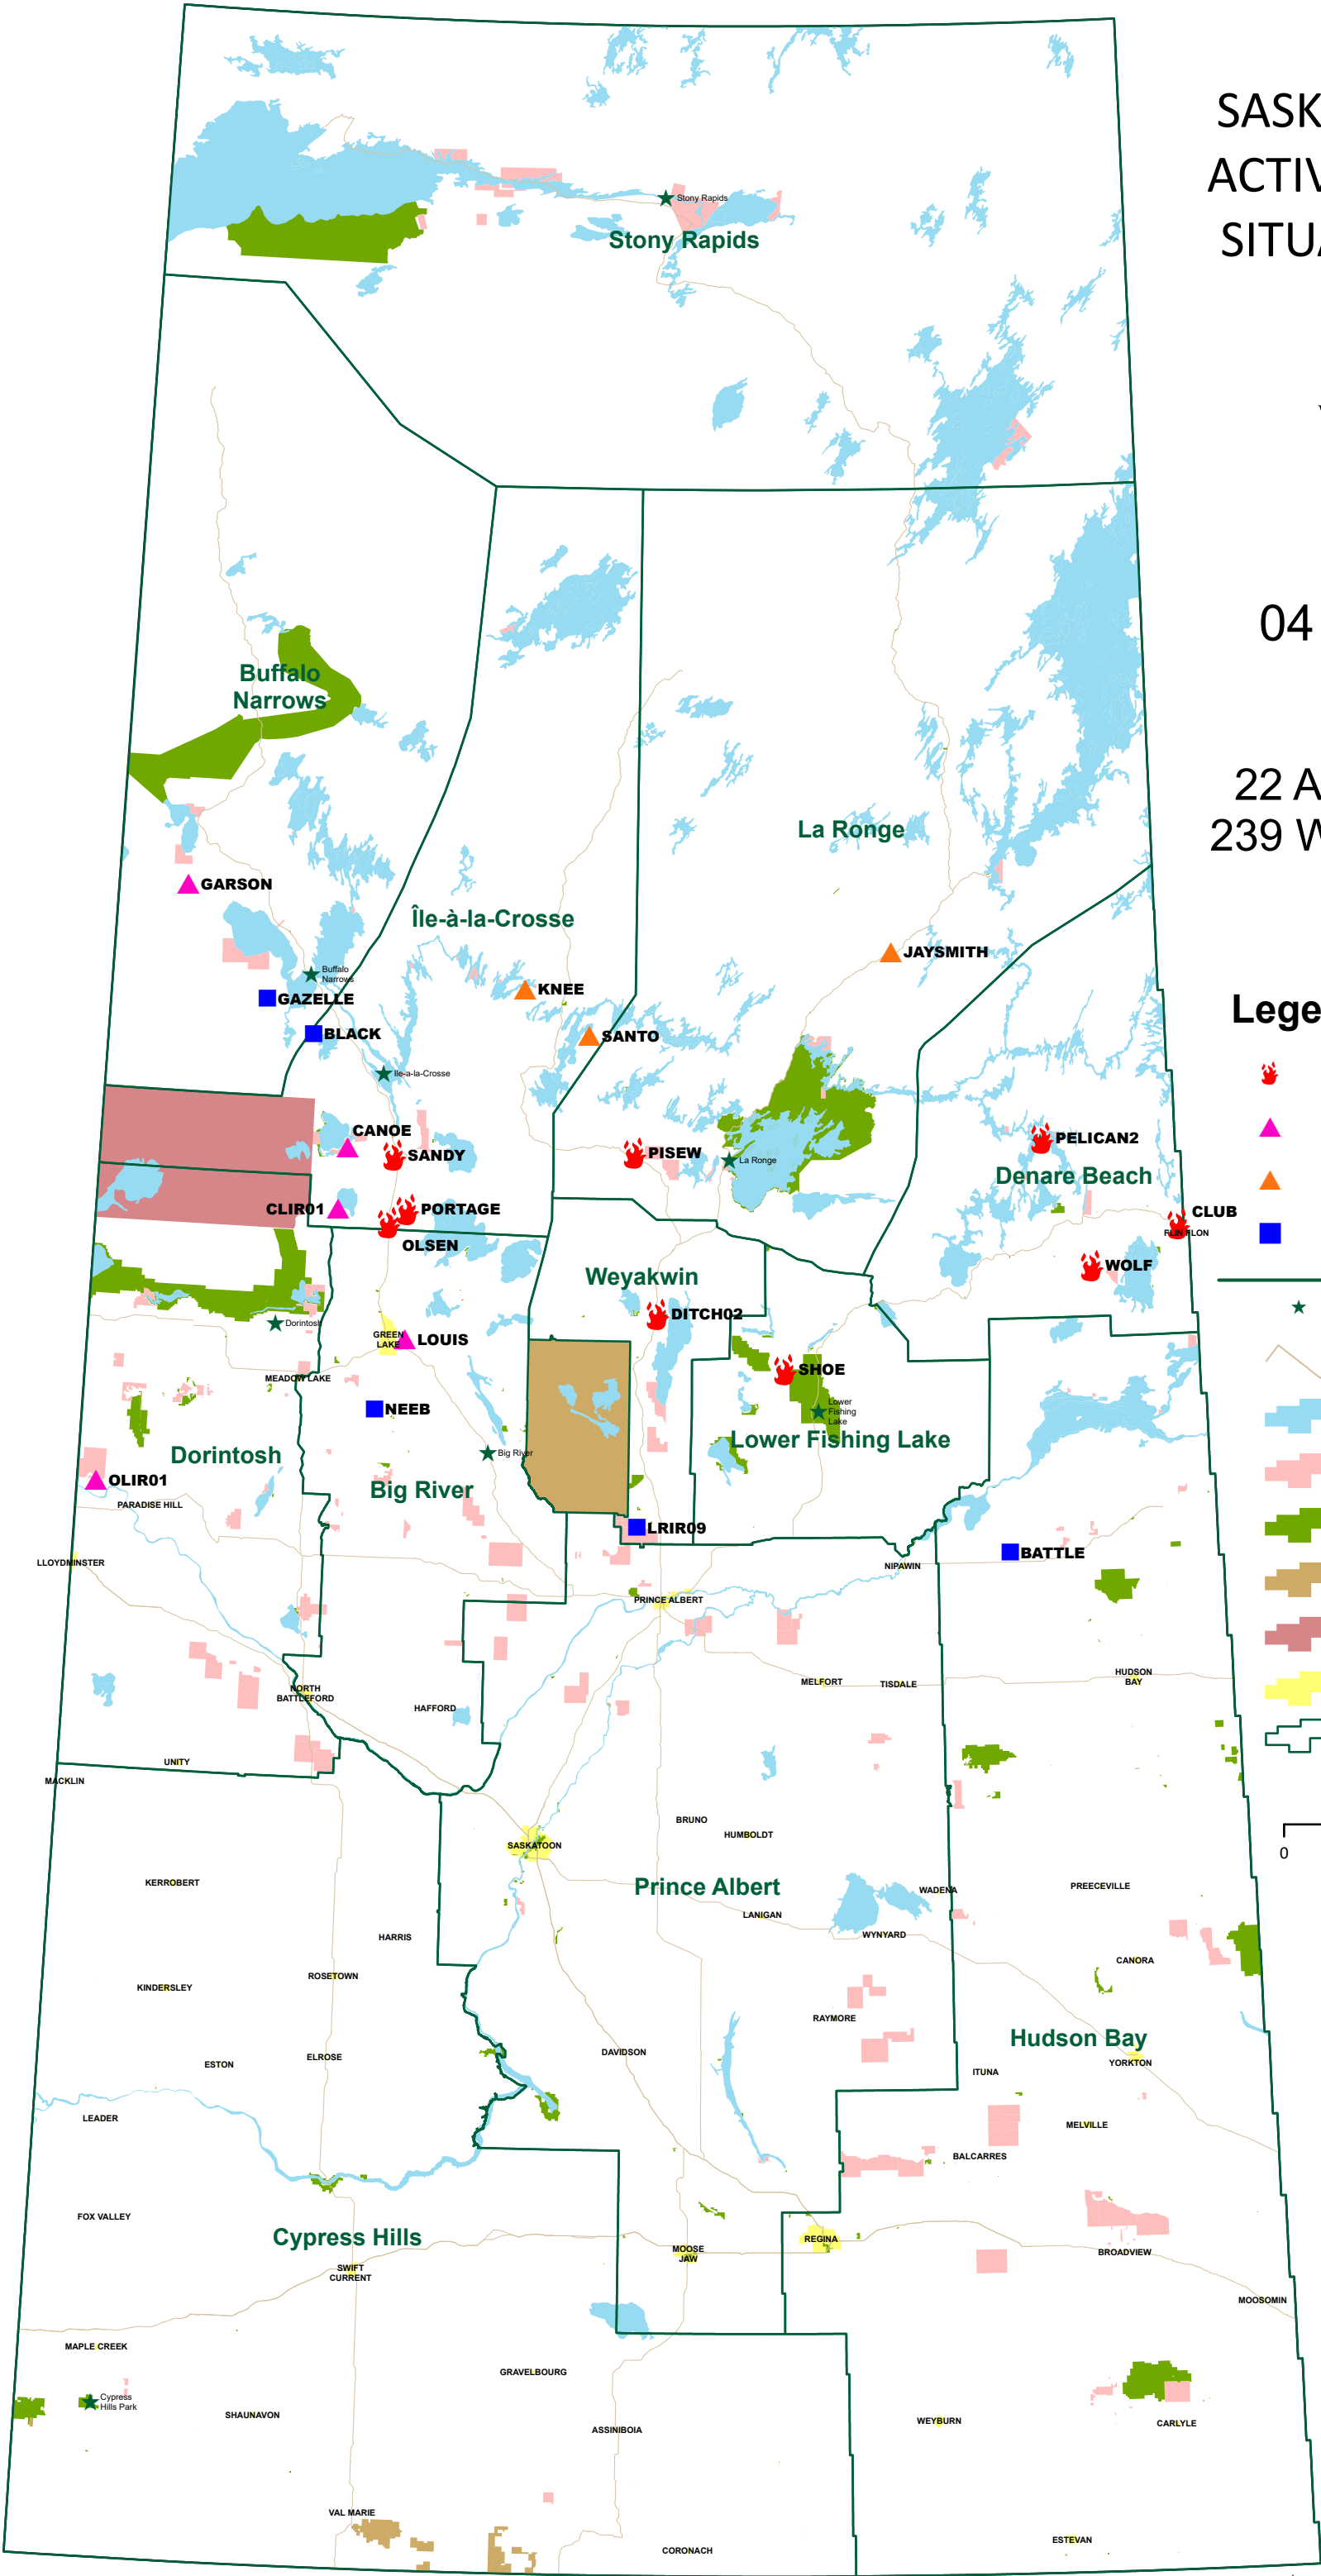 SASK
ACTIV
SITUA
04
22 A
239 W
Lege
0
Stony Rapids
Stony Rapids
Buffalo
Narrows
La Ronge
GARSON
Île-à-la-Crosse
JAYSMITH
Buffalo
Narrows
KNEE
GAZELLE
BLACK
SANTO
Ile-a-la-Crosse
CANOE
SANDY
PISEW
La Ronge
PELICAN2
Denare Beach
CLIR01
PORTAGE
OLSEN
CLUB
FLIN FLON
WOLF
Weyakwin
DITCH02
Dorintosh
GREEN
LAKE
LOUIS
MEADOW LAKE
SHOE
NEEB
Lower
Fishing
Lake
Lower Fishing Lake
Big River
Dorintosh
OLIR01
Big River
PARADISE HILL
LRIR09
BATTLE
LLOYDMINSTER
NIPAWIN
PRINCE ALBERT
NORTH
BATTLEFORD
HAFFORD
MELFORT
TISDALE
HUDSON
BAY
UNITY
MACKLIN
BRUNO
HUMBOLDT
SASKATOON
KERROBERT
Prince Albert
WADENA
PREECEVILLE
LANIGAN
HARRIS
WYNYARD
CANORA
ROSETOWN
KINDERSLEY
RAYMORE
Hudson Bay
DAVIDSON
ELROSE
ESTON
YORKTON
ITUNA
LEADER
MELVILLE
BALCARRES
FOX VALLEY
Cypress Hills
REGINA
MOOSE
JAW
BROADVIEW
SWIFT
CURRENT
MOOSOMIN
MAPLE CREEK
GRAVELBOURG
Cypress
Hills Park
SHAUNAVON
WEYBURN
CARLYLE
ASSINIBOIA
VAL MARIE
ESTEVAN
CORONACH